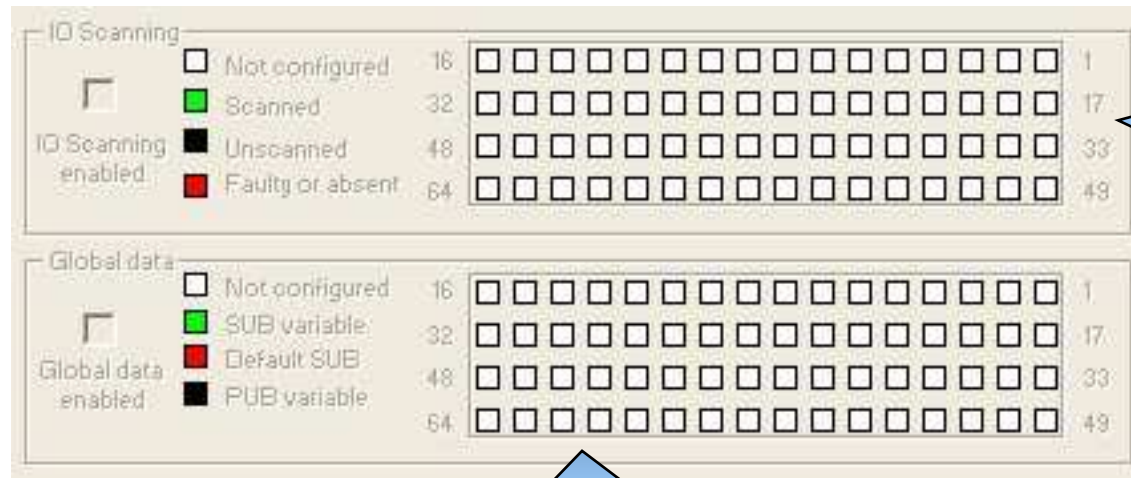 IO Scanning
Not configured 16 1
Scanned 32 17
IO Scanning enabled
Unscanned 48 33
Faulty or absent 64 49
Global data
Not configured 16 1
SUB variable 32 17
Default SUB
Global data enabled
PUB variable 48 33
64 49